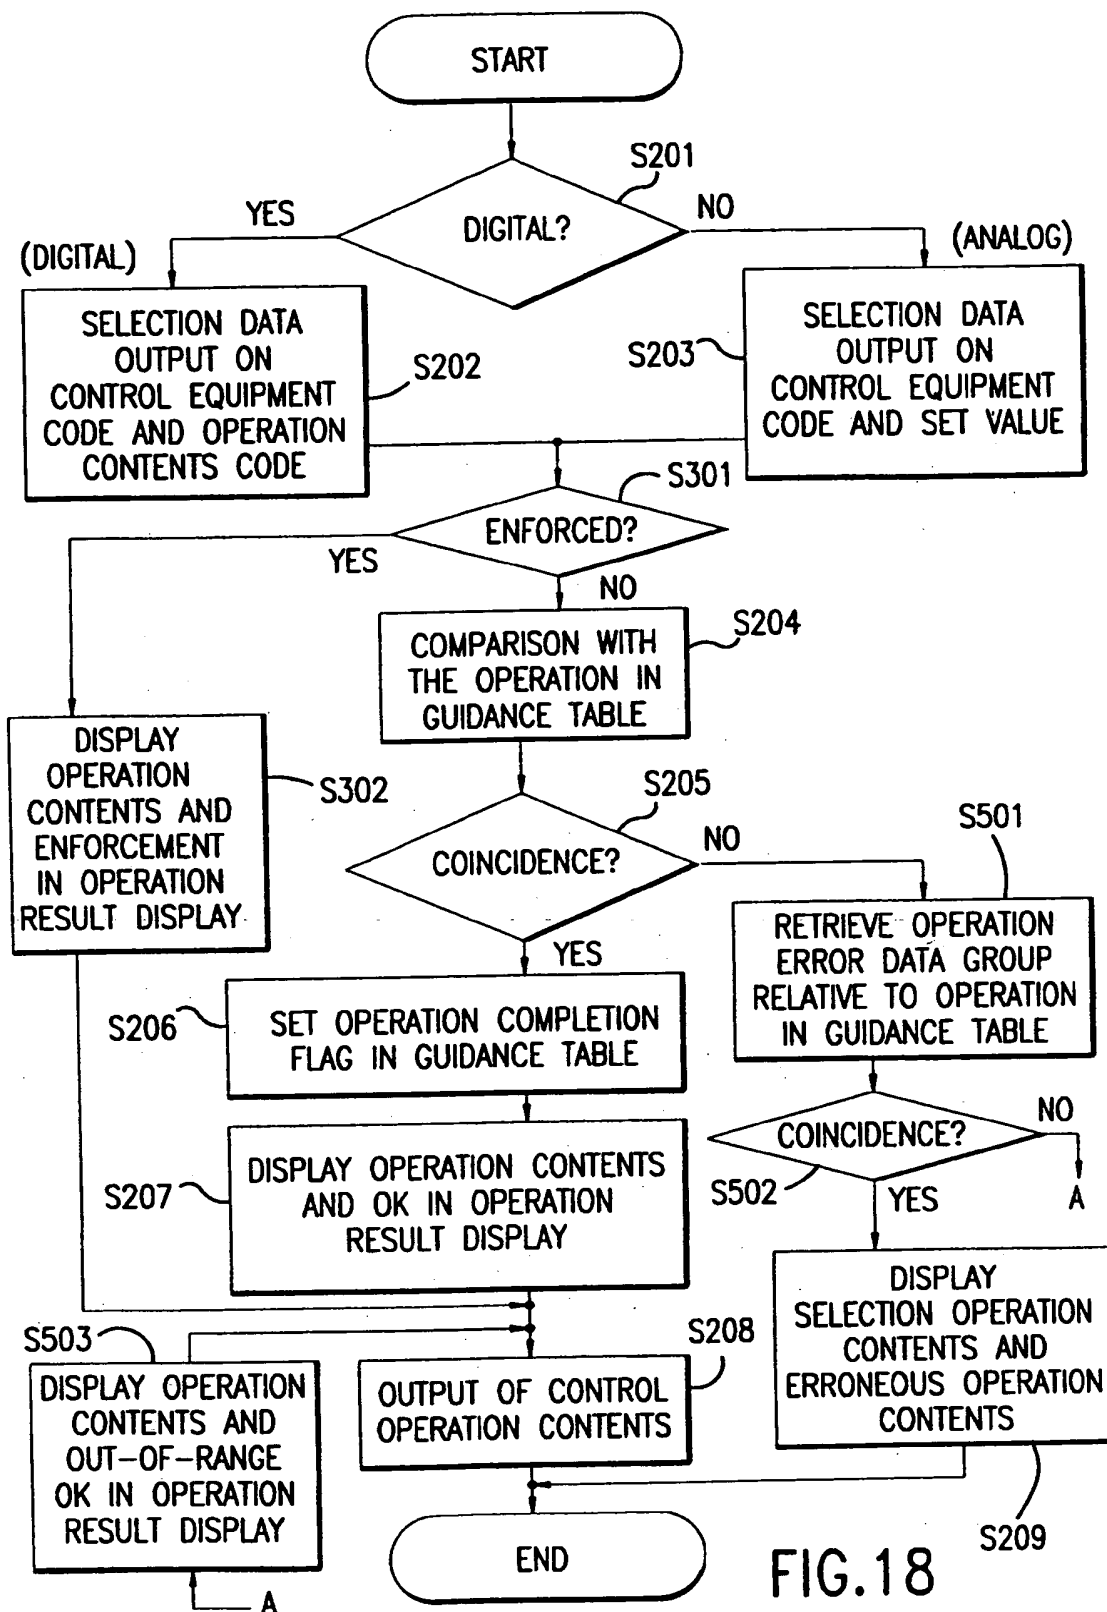 START
S201
YES
NO
DIGITAL?
(DIGITAL)
(ANALOG)
SELECTION DATA
OUTPUT ON
CONTROL EQUIPMENT
CODE AND OPERATION
CONTENTS CODE
S202
S203
SELECTION DATA
OUTPUT ON
CONTROL EQUIPMENT
CODE AND SET VALUE
S301
ENFORCED?
YES
NO
S204
COMPARISON WITH
THE OPERATION IN
GUIDANCE TABLE
DISPLAY
OPERATION
CONTENTS AND
ENFORCEMENT
IN OPERATION
RESULT DISPLAY
S302
S205
COINCIDENCE?
NO
YES
S501
RETRIEVE OPERATION
ERROR DATA GROUP
RELATIVE TO OPERATION
IN GUIDANCE TABLE
S206
SET OPERATION COMPLETION
FLAG IN GUIDANCE TABLE
COINCIDENCE?
NO
S502
YES
A
S207
DISPLAY OPERATION CONTENTS
AND OK IN OPERATION
RESULT DISPLAY
DISPLAY
SELECTION OPERATION
CONTENTS AND
ERRONEOUS OPERATION
CONTENTS
S209
S503
DISPLAY OPERATION
CONTENTS AND
OUT-OF-RANGE
OK IN OPERATION
RESULT DISPLAY
S208
OUTPUT OF CONTROL
OPERATION CONTENTS
END
A
FIG.18